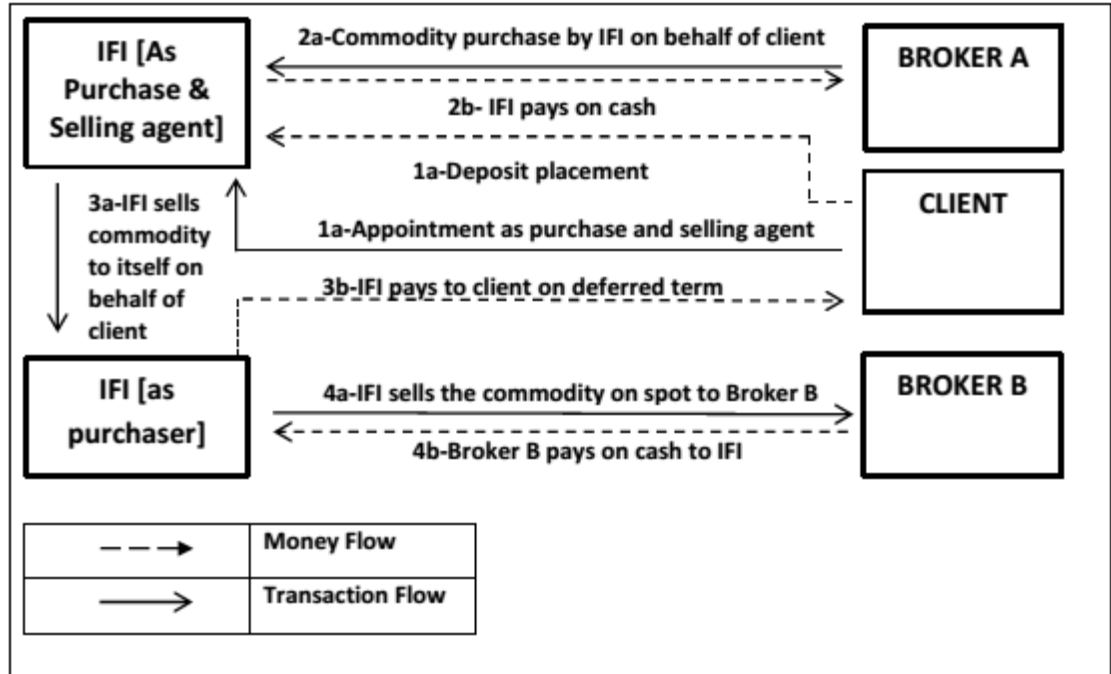 IFI [As
Purchase &
Selling agent]
2a-Commodity purchase by IFI on behalf of client
BROKER A
2b- IFI pays on cash
1a-Deposit placement
CLIENT
3a-IFI sells
commodity
to itself on
behalf of
client
1a-Appointment as purchase and selling agent
3b-IFI pays to client on deferred term
IFI [as
purchaser]
4a-IFI sells the commodity on spot to Broker B
BROKER B
4b-Broker B pays on cash to IFI
Money Flow
Transaction Flow